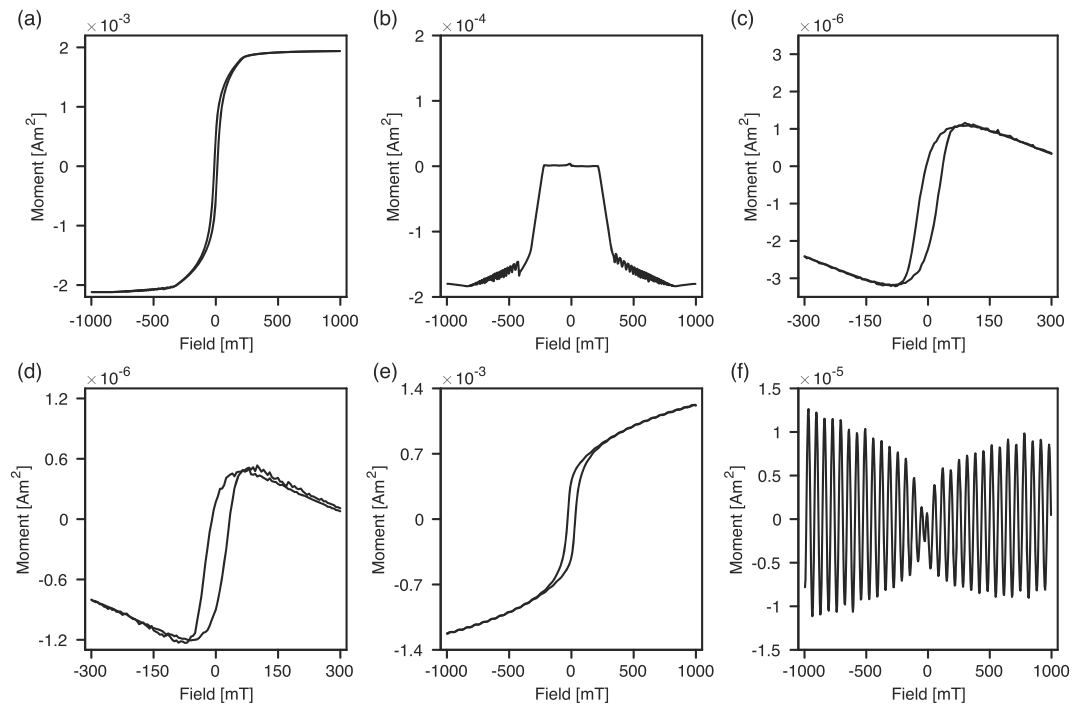 (a)
× 10⁻³
2
1
0
-1
-2
Moment [Am²]
-1000 -500 0 500 1000
Field [mT]
(b)
× 10⁻⁴
2
1
0
-1
-2
Moment [Am²]
-1000 -500 0 500 1000
Field [mT]
(c)
× 10⁻⁶
3
2
1
0
-1
-2
-3
Moment [Am²]
-300 -150 0 150 300
Field [mT]
(d)
× 10⁻⁶
1.2
0.6
0
-0.6
-1.2
Moment [Am²]
-300 -150 0 150 300
Field [mT]
(e)
× 10⁻³
1.4
0.7
0
-0.7
-1.4
Moment [Am²]
-1000 -500 0 500 1000
Field [mT]
(f)
× 10⁻⁵
1.5
1
0.5
0
-0.5
-1
-1.5
Moment [Am²]
-1000 -500 0 500 1000
Field [mT]